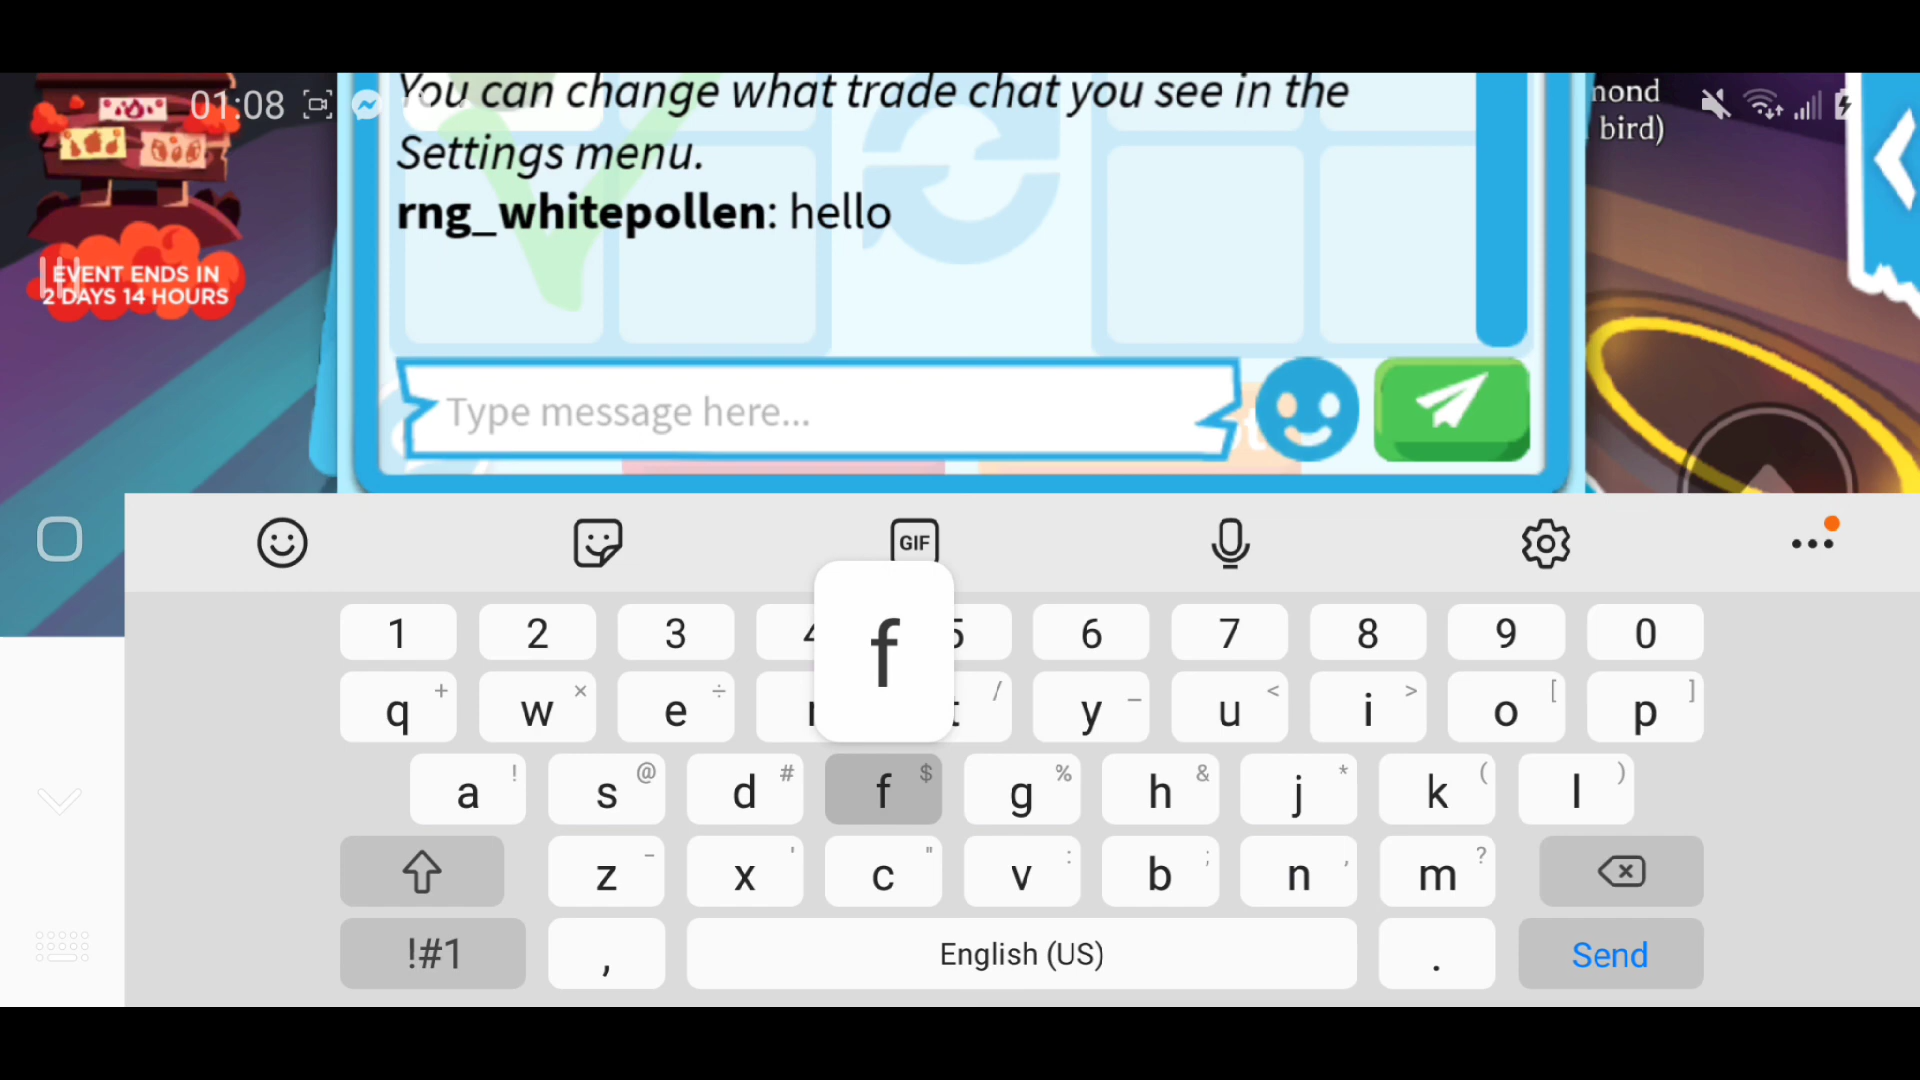 01:08
You can change what trade chat you see in the
Settings menu.
rng_whitepollen: hello
bird)
EVENT ENDS IN
2 DAYS 14 HOURS
Type message here...
GIF
f
1 2 3 5 6 7 8 9 0
q + w × e ÷ t / y _ u < i > o [ p ]
a ! s @ d # f $ g % h & j * k ( l )
z - x ' c " v : b ; n , m ?
!#1 , English (US) . Send